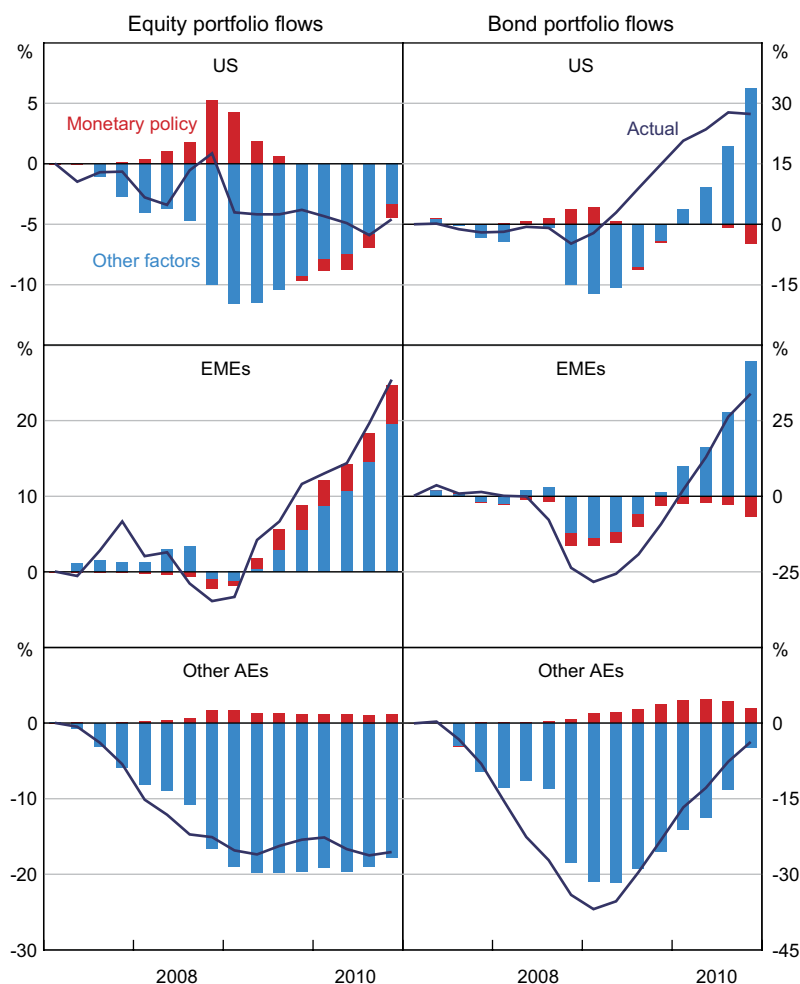 Equity portfolio flows Bond portfolio flows
% %
US US
5 30
Monetary policy Actual
0 15
-5 0
Other factors
-10 -15
% %
EMEs EMEs
20 25
10 0
0 -25
% %
Other AEs Other AEs
0 0
-10 -15
-20 -30
-30 -45
2008 2010 2008 2010